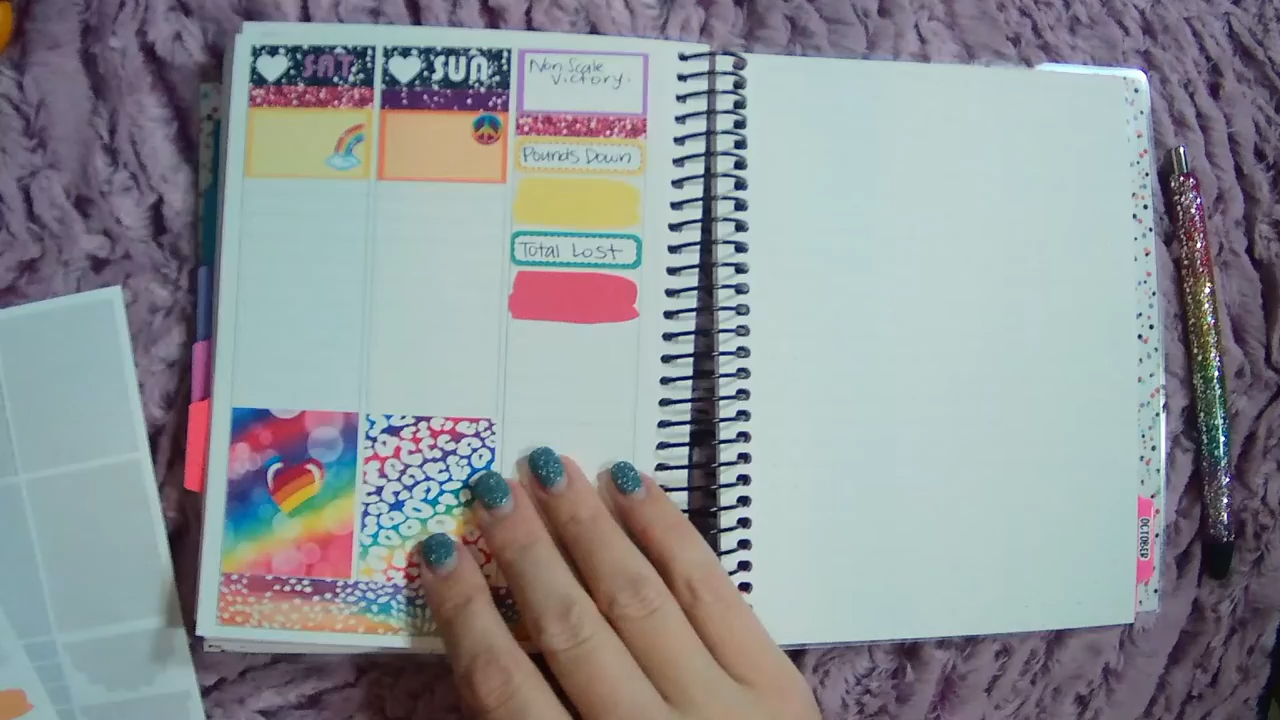 SAT
SUN
Non Scale
Victory.
Pounds Down
Total Lost
OCTOBER